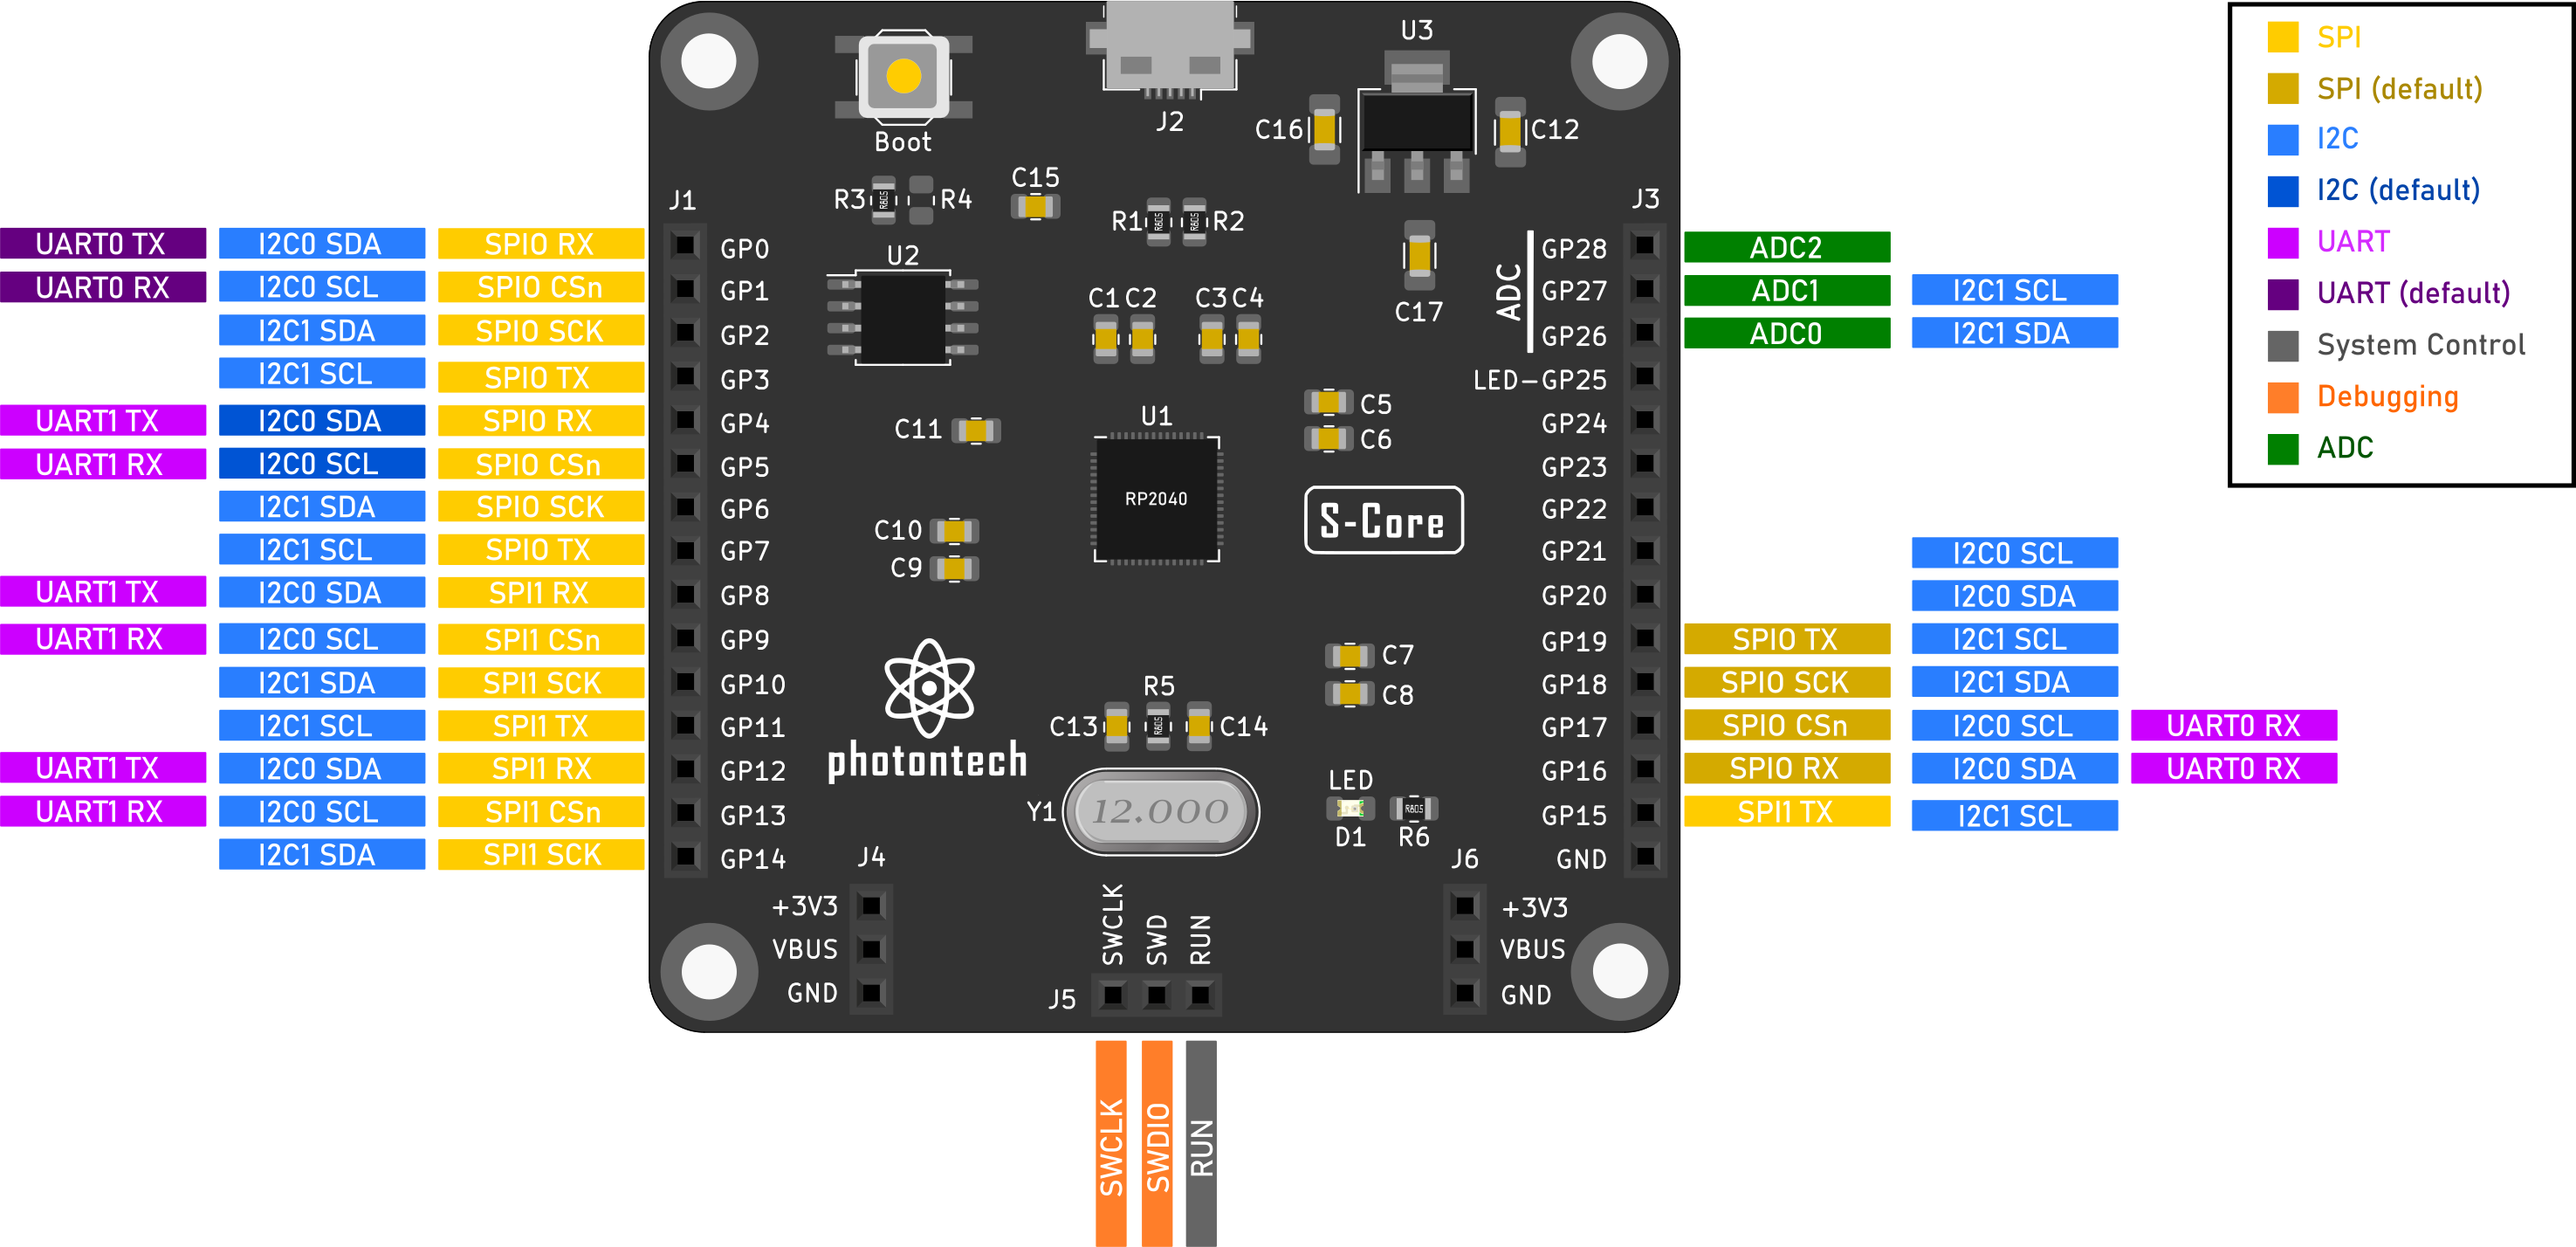 U3
SPI
SPI (default)
I2C
I2C (default)
UART
UART (default)
System Control
Debugging
ADC
J2
C16
C12
Boot
C15
R3
R805
R4
J1
J3
R1
R805
R805
R2
U2
C17
C1 C2
C3 C4
ADC
UART0 TX I2C0 SDA SPI0 RX GP0
UART0 RX I2C0 SCL SPI0 CSn GP1
I2C1 SDA SPI0 SCK GP2
I2C1 SCL SPI0 TX GP3
UART1 TX I2C0 SDA SPI0 RX GP4
UART1 RX I2C0 SCL SPI0 CSn GP5
I2C1 SDA SPI0 SCK GP6
I2C1 SCL SPI0 TX GP7
UART1 TX I2C0 SDA SPI1 RX GP8
UART1 RX I2C0 SCL SPI1 CSn GP9
I2C1 SDA SPI1 SCK GP10
I2C1 SCL SPI1 TX GP11
UART1 TX I2C0 SDA SPI1 RX GP12
UART1 RX I2C0 SCL SPI1 CSn GP13
I2C1 SDA SPI1 SCK GP14
GP28 ADC2
GP27 ADC1 I2C1 SCL
GP26 ADC0 I2C1 SDA
LED-GP25
GP24
GP23
GP22
GP21 I2C0 SCL
GP20 I2C0 SDA
GP19 SPI0 TX I2C1 SCL
GP18 SPI0 SCK I2C1 SDA
GP17 SPI0 CSn I2C0 SCL UART0 RX
GP16 SPI0 RX I2C0 SDA UART0 RX
GP15 SPI1 TX I2C1 SCL
GND
C5
C6
C11
U1
RP2040
S-Core
C10
C9
C7
C8
photontech
R5
C13
R805
C14
Y1
12.000
LED
D1
R805
R6
J4
+3V3
VBUS
GND
J6
+3V3
VBUS
GND
SWCLK
SWD
RUN
J5
SWCLK
SWDIO
RUN